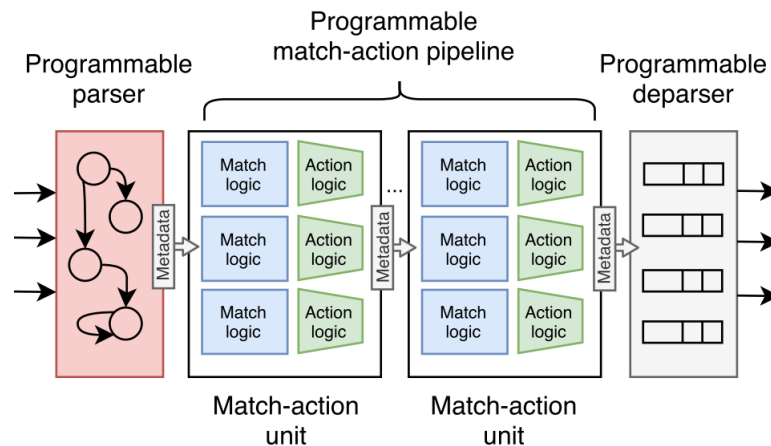 Programmable
match-action pipeline
Programmable
parser
Programmable
deparser
Metadata
Match
logic
Action
logic
Match
logic
Action
logic
Match
logic
Action
logic
...
Metadata
Match
logic
Action
logic
Match
logic
Action
logic
Match
logic
Action
logic
Metadata
Match-action
unit
Match-action
unit